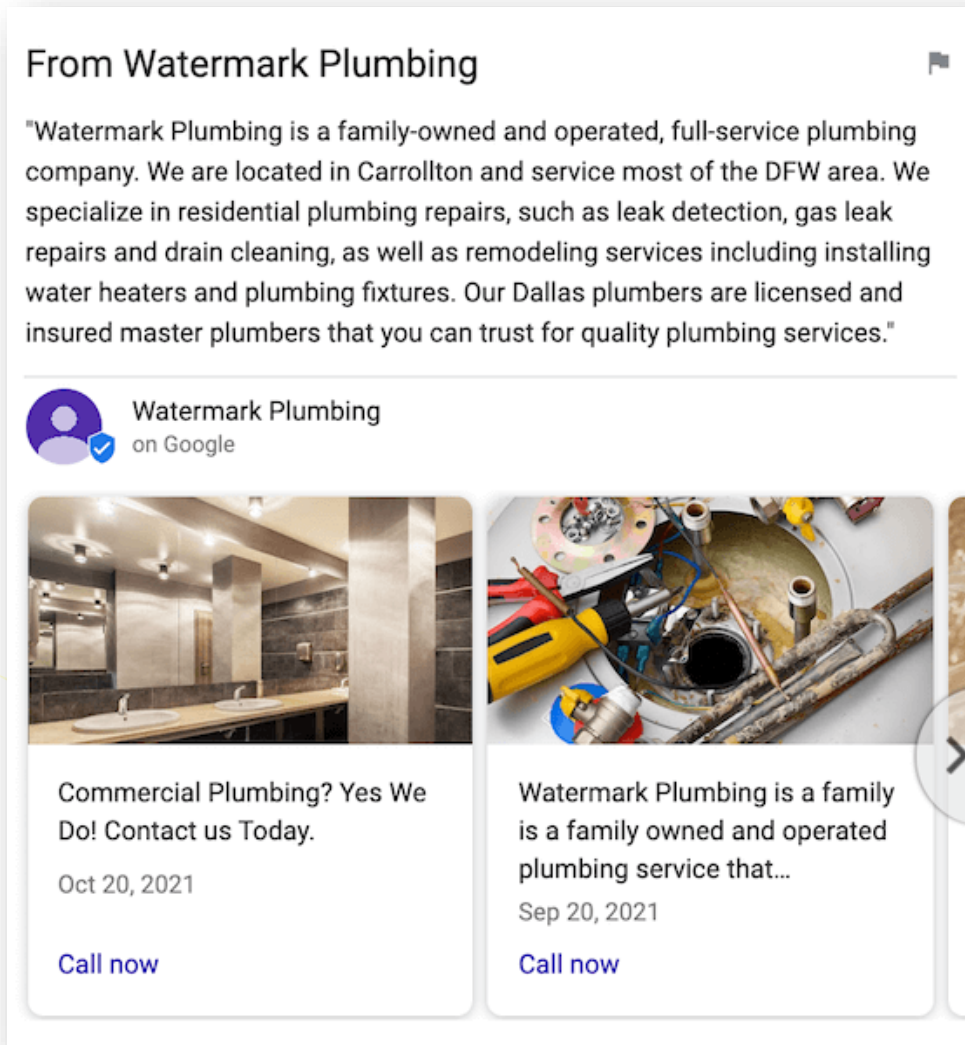 From Watermark Plumbing
"Watermark Plumbing is a family-owned and operated, full-service plumbing
company. We are located in Carrollton and service most of the DFW area. We
specialize in residential plumbing repairs, such as leak detection, gas leak
repairs and drain cleaning, as well as remodeling services including installing
water heaters and plumbing fixtures. Our Dallas plumbers are licensed and
insured master plumbers that you can trust for quality plumbing services."
Watermark Plumbing
on Google
Commercial Plumbing? Yes We
Do! Contact us Today.
Oct 20, 2021
Call now
Watermark Plumbing is a family
is a family owned and operated
plumbing service that...
Sep 20, 2021
Call now